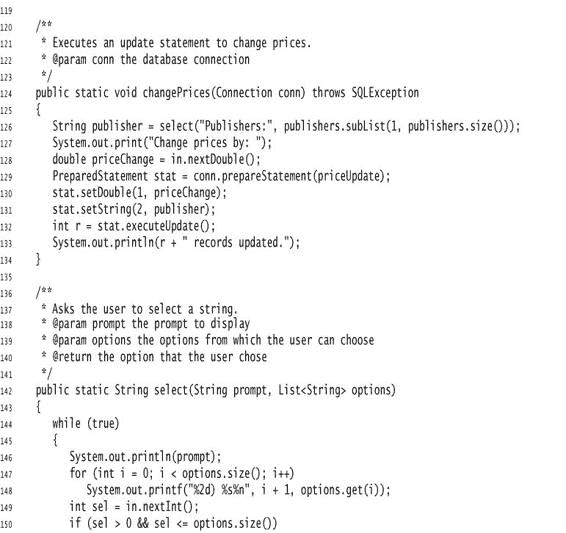 119
120 /**
121 * Executes an update statement to change prices.
122 * @param conn the database connection
123 */
124 public static void changePrices(Connection conn) throws SQLException
125 {
126 String publisher = select("Publishers:", publishers.subList(1, publishers.size()));
127 System.out.print("Change prices by: ");
128 double priceChange = in.nextDouble();
129 PreparedStatement stat = conn.prepareStatement(priceUpdate);
130 stat.setDouble(1, priceChange);
131 stat.setString(2, publisher);
132 int r = stat.executeUpdate();
133 System.out.println(r + " records updated.");
134 }
135
136 /**
137 * Asks the user to select a string.
138 * @param prompt the prompt to display
139 * @param options the options from which the user can choose
140 * @return the option that the user chose
141 */
142 public static String select(String prompt, List<String> options)
143 {
144 while (true)
145 {
146 System.out.println(prompt);
147 for (int i = 0; i < options.size(); i++)
148 System.out.printf("%2d) %s%n", i + 1, options.get(i));
149 int sel = in.nextInt();
150 if (sel > 0 && sel <= options.size())